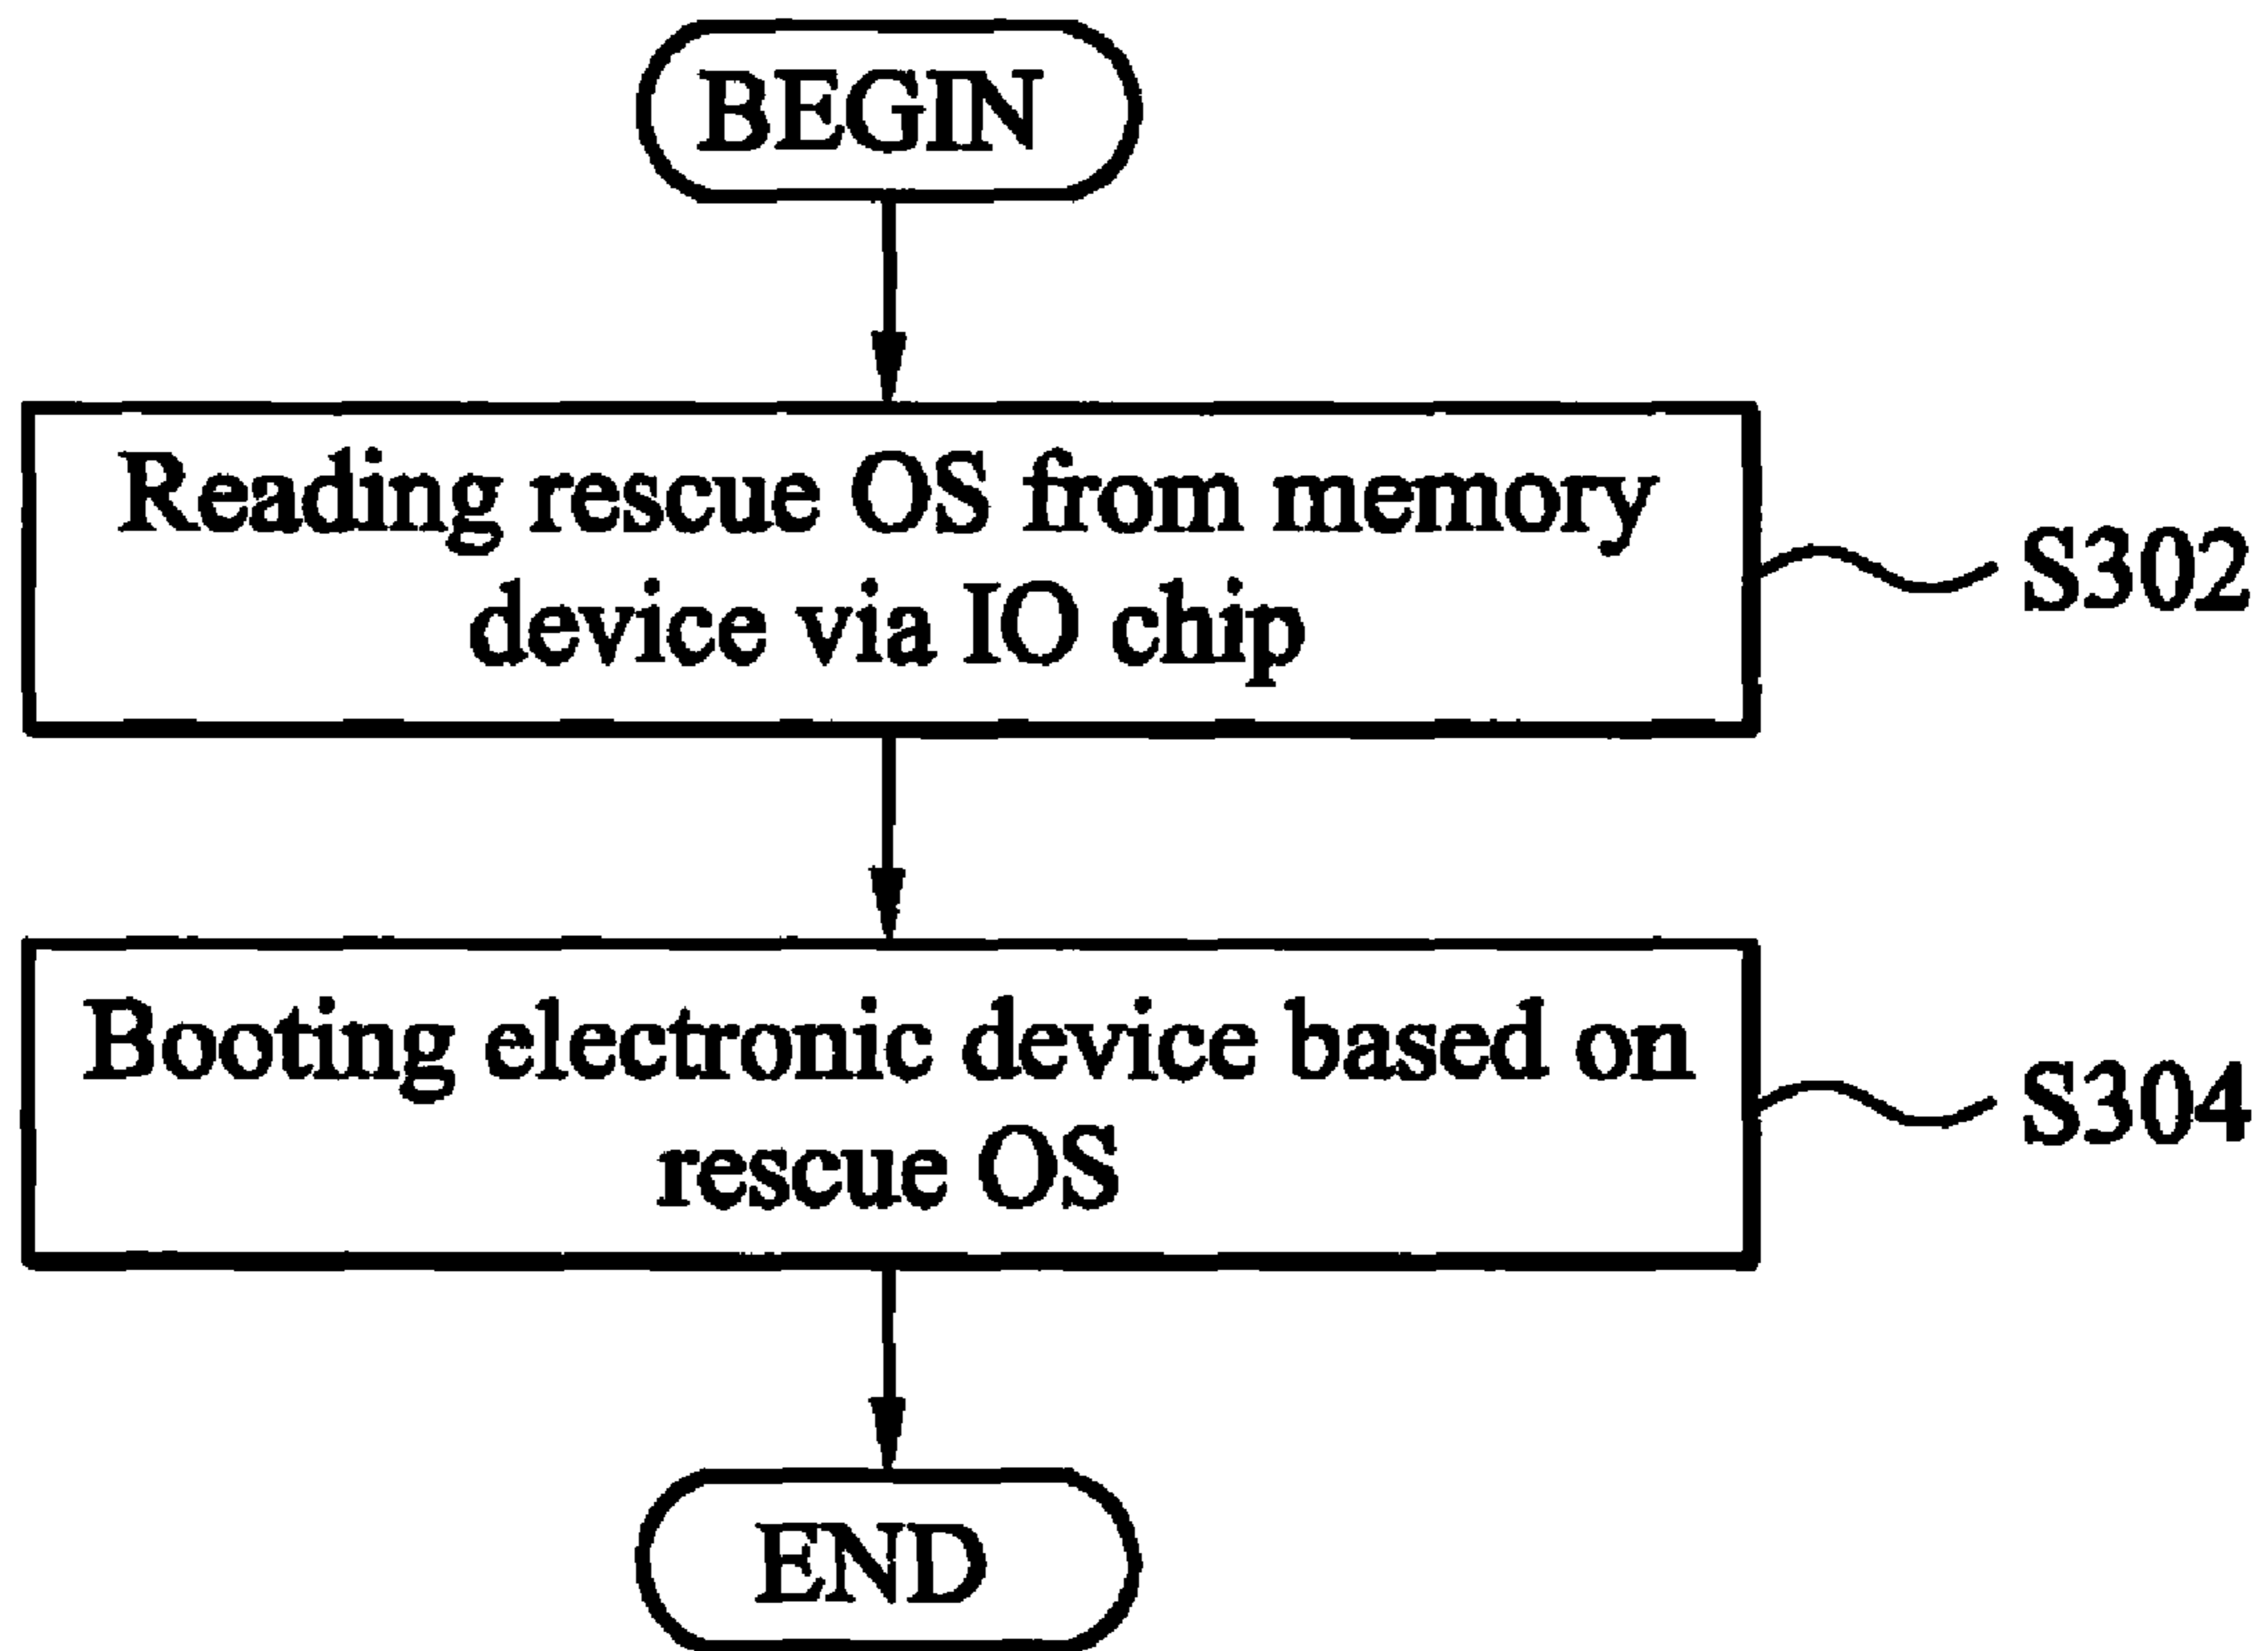 BEGIN
Reading rescue OS from memory
device via IO chip
S302
Booting electronic device based on
rescue OS
S304
END